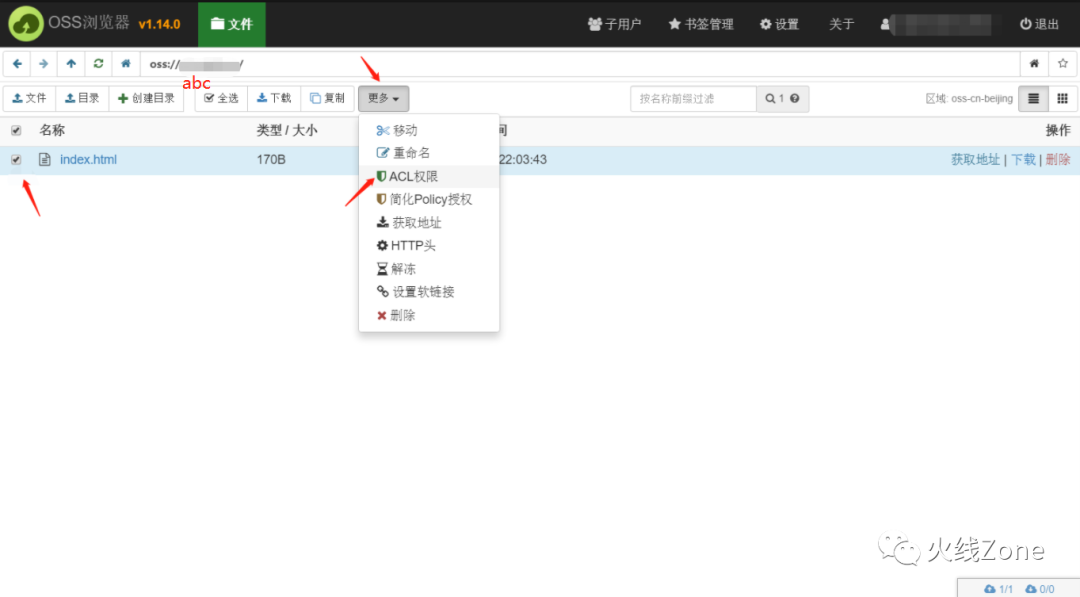 OSS浏览器 v1.14.0 文件 子用户 书签管理 设置 关于 退出
oss:// /
abc
文件 目录 创建目录 全选 下载 复制 更多 按名称前缀过滤 1 区域: oss-cn-beijing
名称 类型 / 大小 间 操作
index.html 170B 22:03:43 获取地址 | 下载 | 删除
移动
重命名
ACL权限
简化Policy授权
获取地址
HTTP头
解冻
设置软链接
删除
火线Zone
1/1 0/0